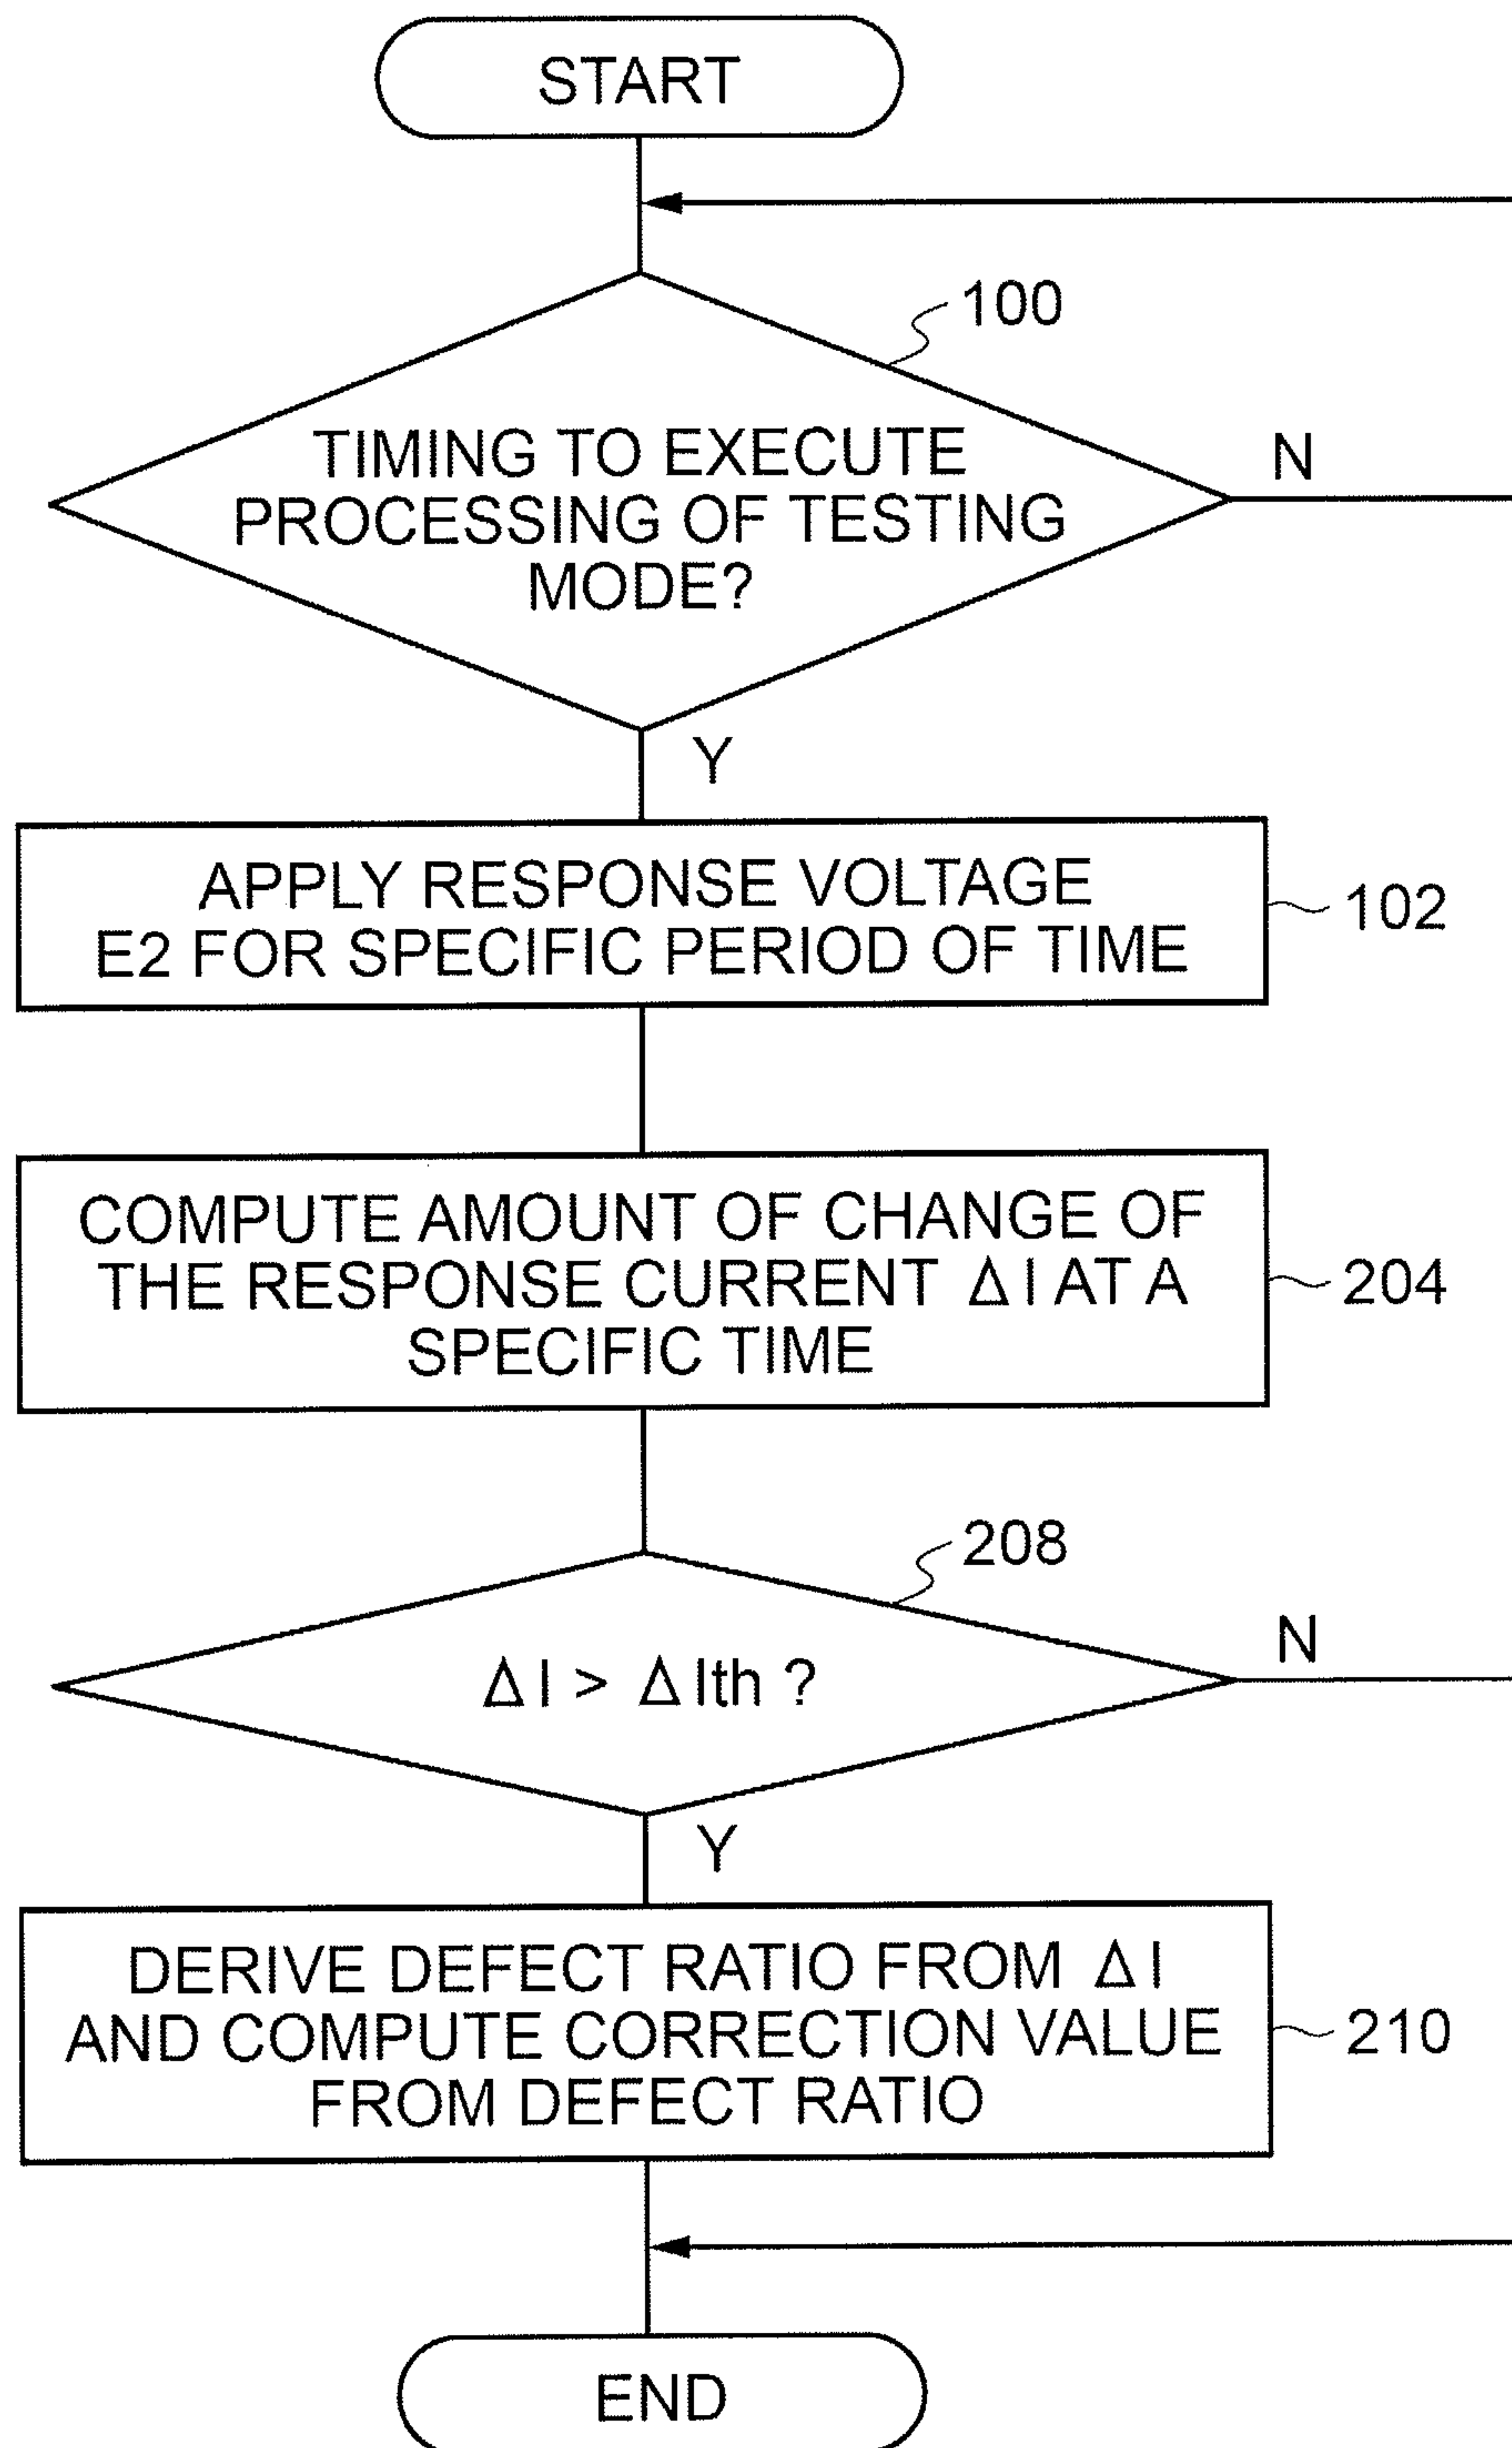 START
100
TIMING TO EXECUTE
PROCESSING OF TESTING
MODE?
N
Y
APPLY RESPONSE VOLTAGE
E2 FOR SPECIFIC PERIOD OF TIME
102
COMPUTE AMOUNT OF CHANGE OF
THE RESPONSE CURRENT ΔI AT A
SPECIFIC TIME
204
208
ΔI > ΔIth ?
N
Y
DERIVE DEFECT RATIO FROM ΔI
AND COMPUTE CORRECTION VALUE
FROM DEFECT RATIO
210
END